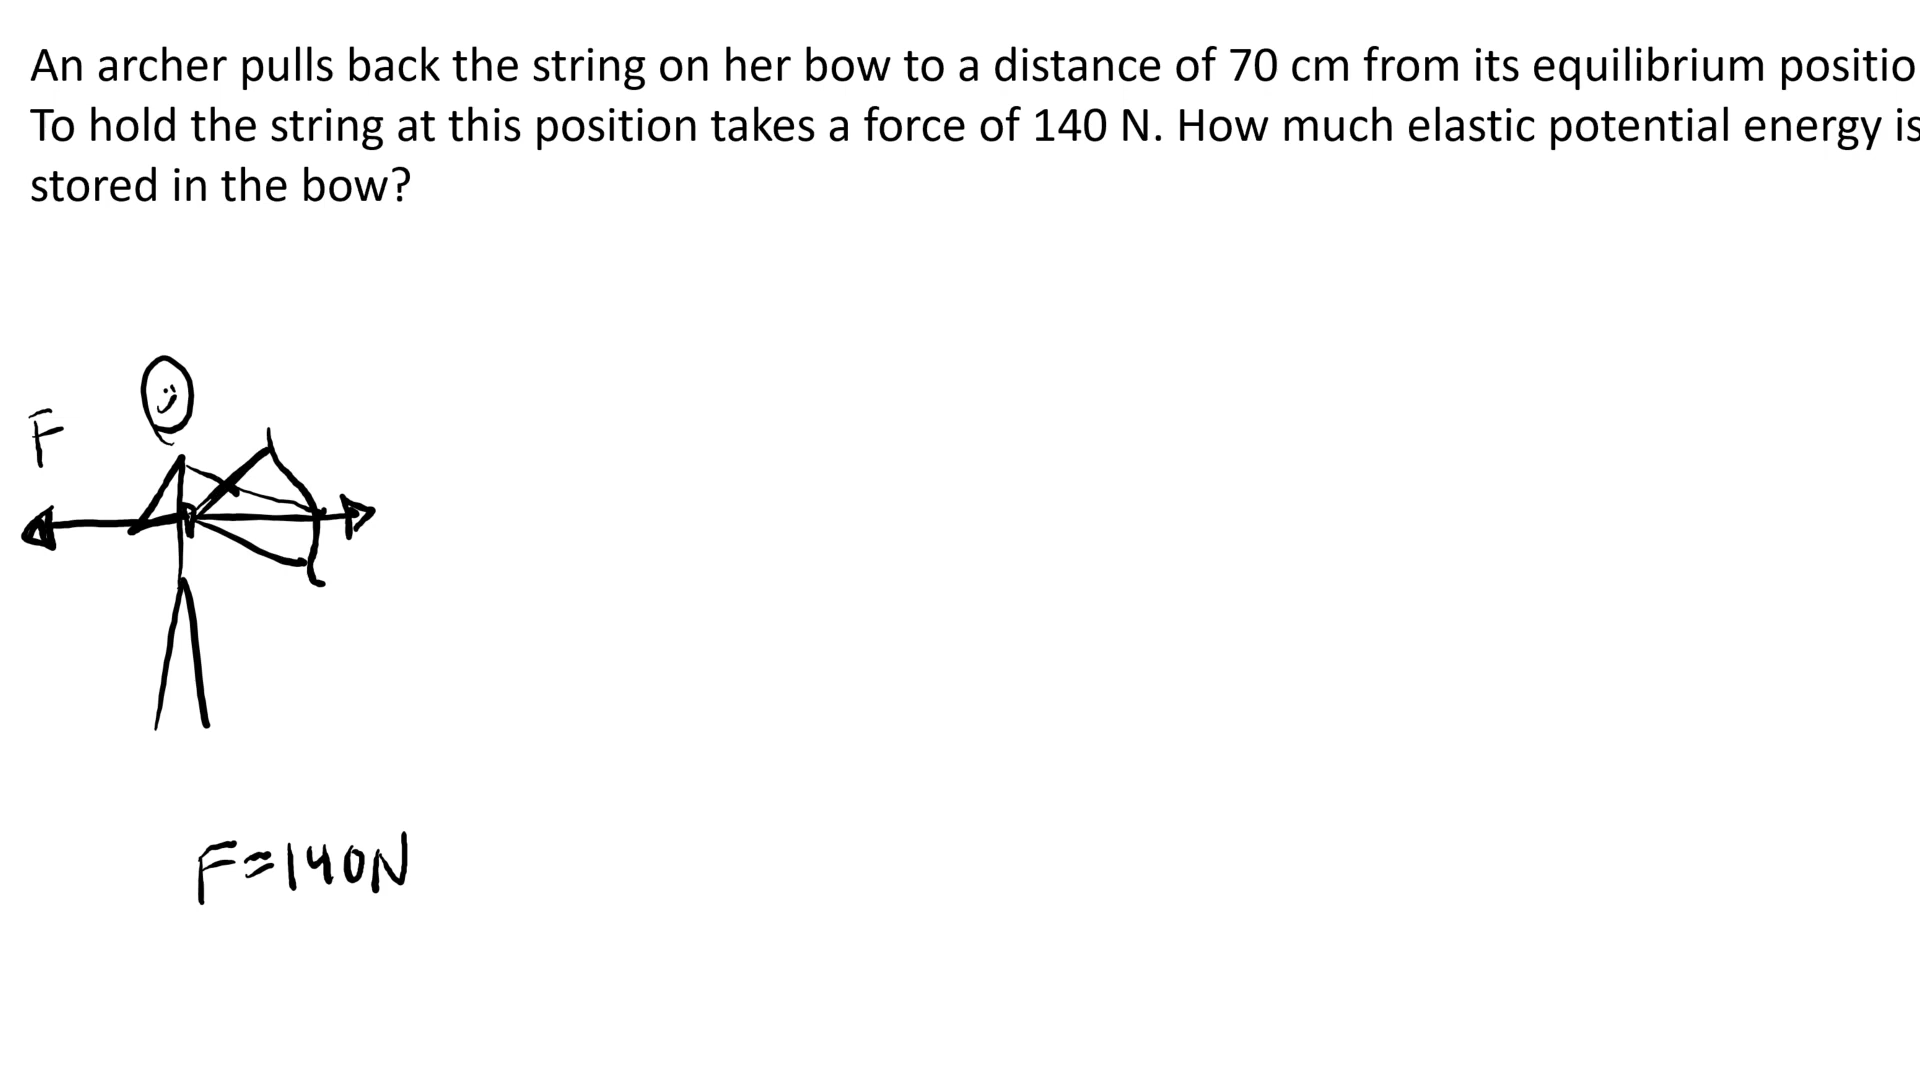 An archer pulls back the string on her bow to a distance of 70 cm from its equilibrium positio
To hold the string at this position takes a force of 140 N. How much elastic potential energy is
stored in the bow?
F
F=140N